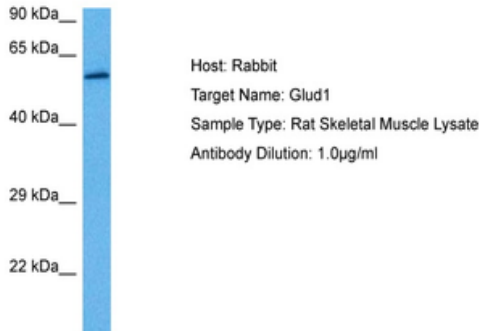 90 kDa__
65 kDa__
Host: Rabbit
Target Name: Glud1
40 kDa__
Sample Type: Rat Skeletal Muscle Lysate
Antibody Dilution: 1.0µg/ml
29 kDa__
22 kDa__